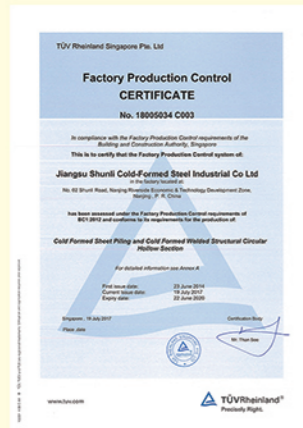 TÜV Rheinland Singapore Pte. Ltd
Factory Production Control
CERTIFICATE
No. 18005034 C003
In compliance with the Factory Production Control requirements of the
Building and Construction Authority, Singapore
This is to certify that the Factory Production Control system of:
Jiangsu Shunli Cold-Formed Steel Industrial Co Ltd
in the factory located at:
No. 82 Shunli Road, Nanjing Riverside Economic & Technology Development Zone,
Nanjing, P. R. China
has been assessed under the Factory Production Control requirements of
BC1:2012 and conforms to its requirements for the production of:
Cold Formed Sheet Piling and Cold Formed Welded Structural Circular
Hollow Section
For detailed information see Annex A
First issue date: 23 June 2014
Current issue date: 19 July 2017
Expiry date: 22 June 2020
Singapore, 19 July 2017
Certification Body
Place, date
Mr. Than
www.tuv.com
TÜVRheinland®
Precisely Right.